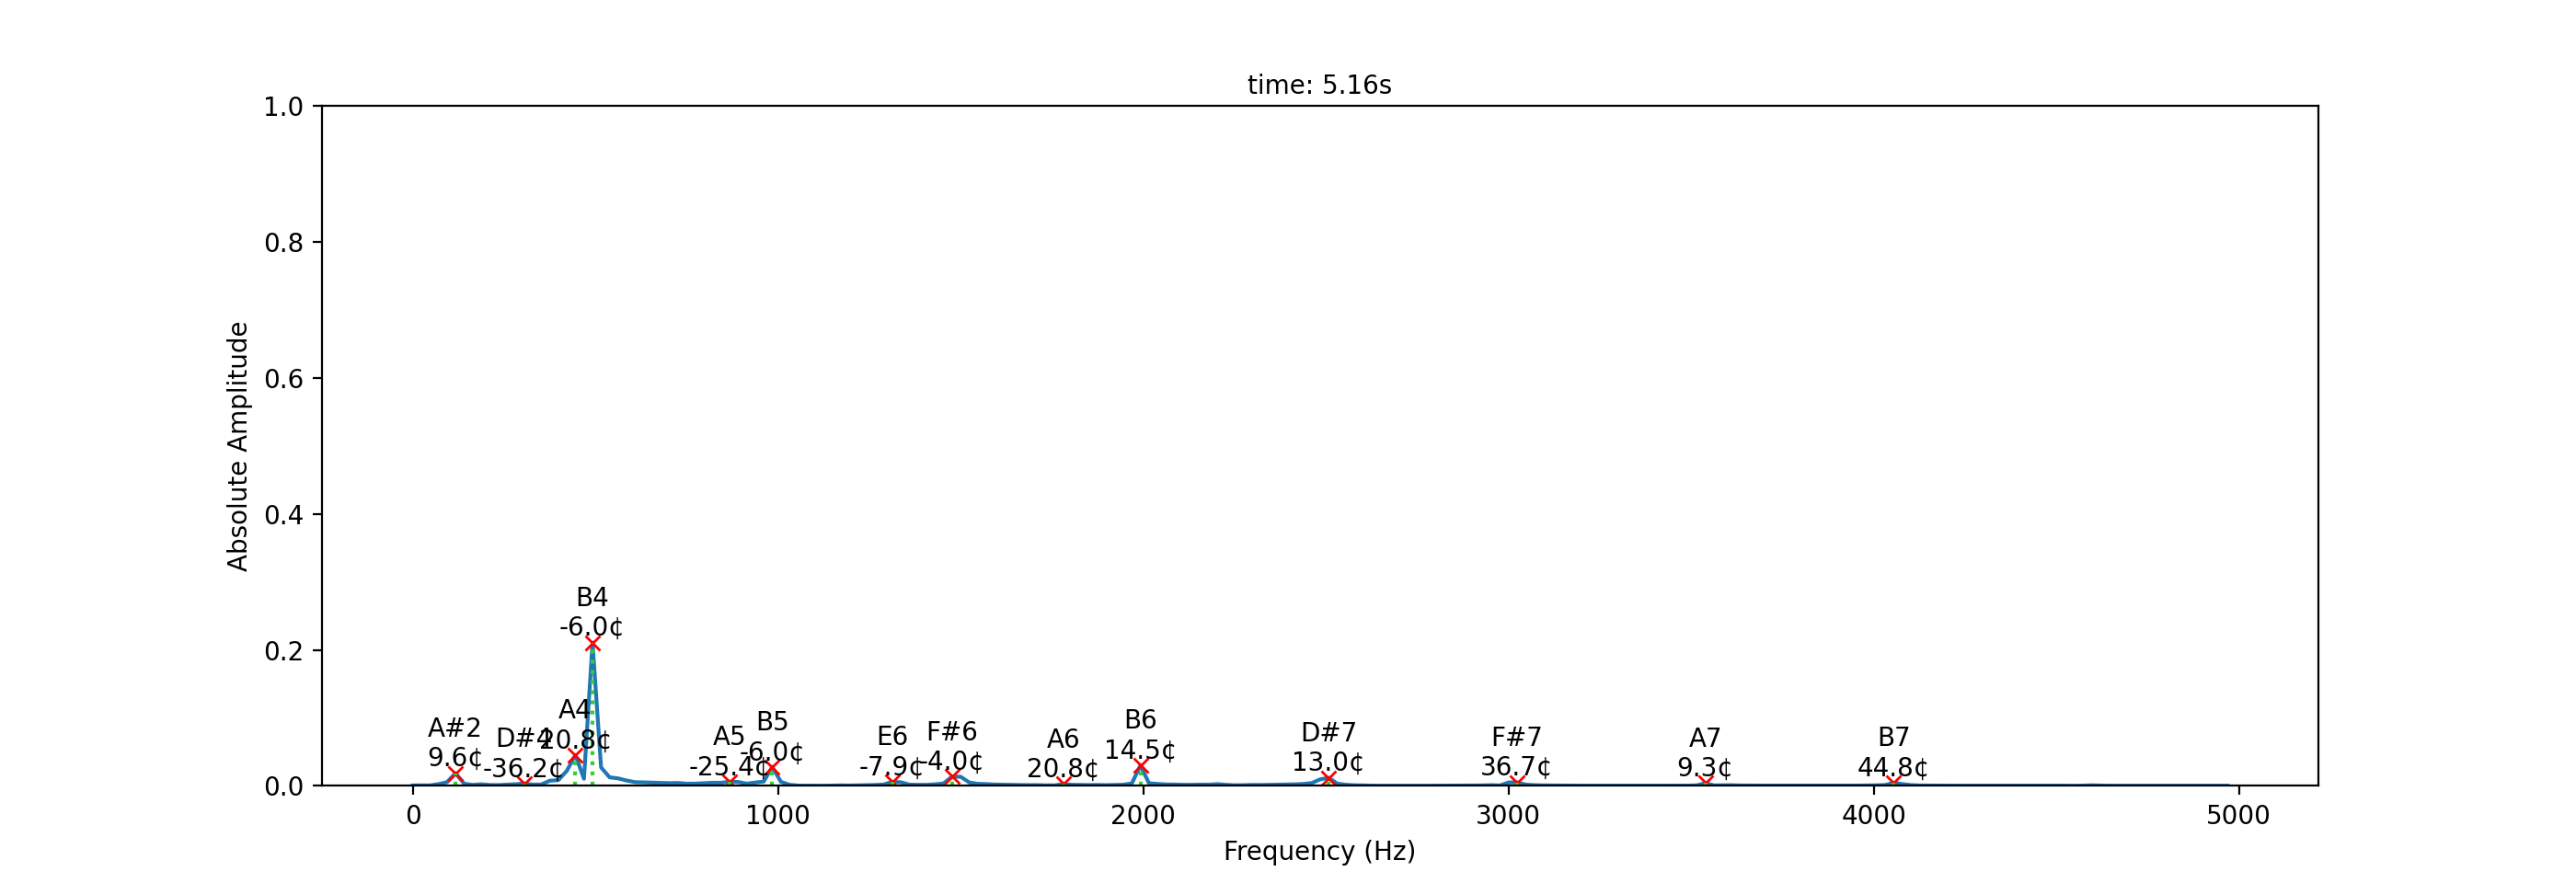 time: 5.16s
1.0
0.8
0.6
0.4
0.2
0.0
Absolute Amplitude
A#2
9.6¢
D#4
-36.2¢
A4
20.8¢
B4
-6.0¢
A5
-25.4¢
B5
-6.0¢
E6
-7.9¢
F#6
-4.0¢
A6
20.8¢
B6
14.5¢
D#7
13.0¢
F#7
36.7¢
A7
9.3¢
B7
44.8¢
0
1000
2000
3000
4000
5000
Frequency (Hz)